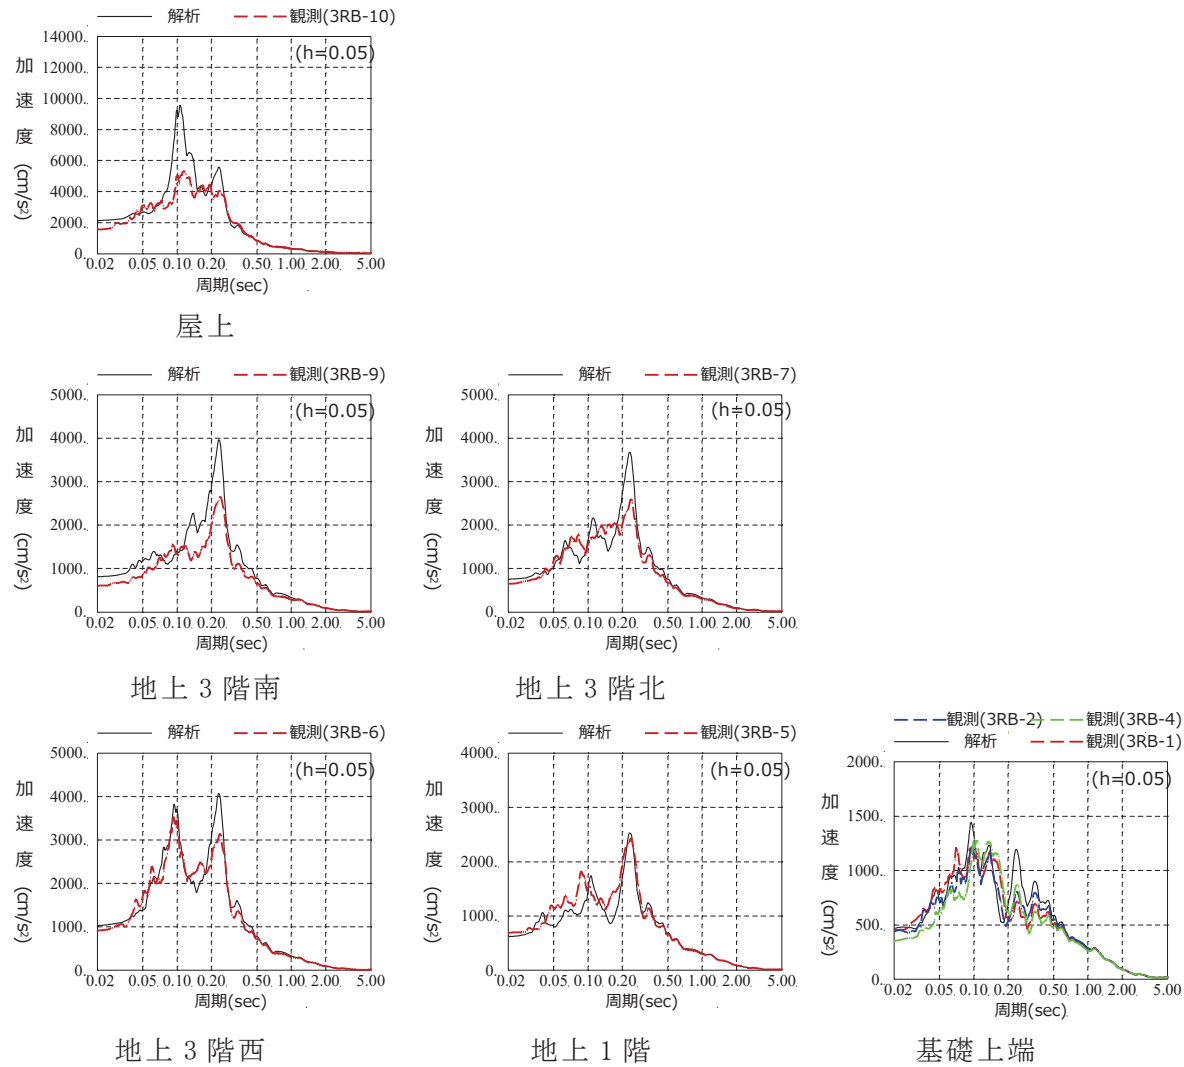 解析 観測(3RB-10)
(h=0.05)
加速度 (cm/s²)
14000.
12000.
10000.
8000.
6000.
4000.
2000.
0.
0.02 0.05 0.10 0.20 0.50 1.00 2.00 5.00
周期(sec)
屋上
解析 観測(3RB-9)
(h=0.05)
加速度 (cm/s²)
5000.
4000.
3000.
2000.
1000.
0.
0.02 0.05 0.10 0.20 0.50 1.00 2.00 5.00
周期(sec)
地上3階南
解析 観測(3RB-7)
(h=0.05)
加速度 (cm/s²)
5000.
4000.
3000.
2000.
1000.
0.
0.02 0.05 0.10 0.20 0.50 1.00 2.00 5.00
周期(sec)
地上3階北
解析 観測(3RB-6)
(h=0.05)
加速度 (cm/s²)
5000.
4000.
3000.
2000.
1000.
0.
0.02 0.05 0.10 0.20 0.50 1.00 2.00 5.00
周期(sec)
地上3階西
解析 観測(3RB-5)
(h=0.05)
加速度 (cm/s²)
4000.
3000.
2000.
1000.
0.
0.02 0.05 0.10 0.20 0.50 1.00 2.00 5.00
周期(sec)
地上1階
観測(3RB-2) 観測(3RB-4)
解析 観測(3RB-1)
(h=0.05)
加速度 (cm/s²)
2000.
1500.
1000.
500.
0.
0.02 0.05 0.10 0.20 0.50 1.00 2.00 5.00
周期(sec)
基礎上端